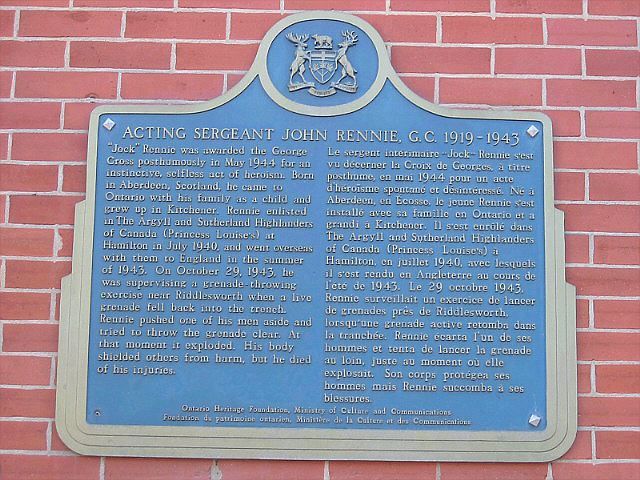 ACTING SERGEANT JOHN RENNIE, G.C. 1919-1943
"Jock" Rennie was awarded the George
Cross posthumously in May 1944 for an
instinctive, selfless act of heroism. Born
in Aberdeen, Scotland, he came to
Ontario with his family as a child and
grew up in Kitchener. Rennie enlisted
in The Argyll and Sutherland Highlanders
of Canada (Princess Louise's) at
Hamilton in July 1940, and went overseas
with them to England in the summer
of 1943. On October 29, 1943, he
was supervising a grenade-throwing
exercise near Riddlesworth when a live
grenade fell back into the trench.
Rennie pushed one of his men aside and
tried to throw the grenade clear. At
that moment it exploded. His body
shielded others from harm, but he died
of his injuries.
Le sergent intérimaire "Jock" Rennie s'est
vu décerner la Croix de Georges, à titre
posthume, en mai 1944 pour un acte
d'héroïsme spontané et désintéressé. Né à
Aberdeen, en Ecosse, le jeune Rennie s'est
installé avec sa famille en Ontario et a
grandi à Kitchener. Il s'est enrôlé dans
The Argyll and Sutherland Highlanders
of Canada (Princess Louise's) à
Hamilton, en juillet 1940, avec lesquels
il s'est rendu en Angleterre au cours de
l'été de 1943. Le 29 octobre 1943,
Rennie surveillait un exercice de lancer
de grenades près de Riddlesworth,
lorsqu'une grenade active retomba dans
la tranchée. Rennie écarta l'un de ses
hommes et tenta de lancer la grenade
au loin, juste au moment où elle
explosait. Son corps protégea ses
hommes mais Rennie succomba à ses
blessures.
Ontario Heritage Foundation, Ministry of Culture and Communications
Fondation du patrimoine ontarien, Ministère de la Culture et des Communications